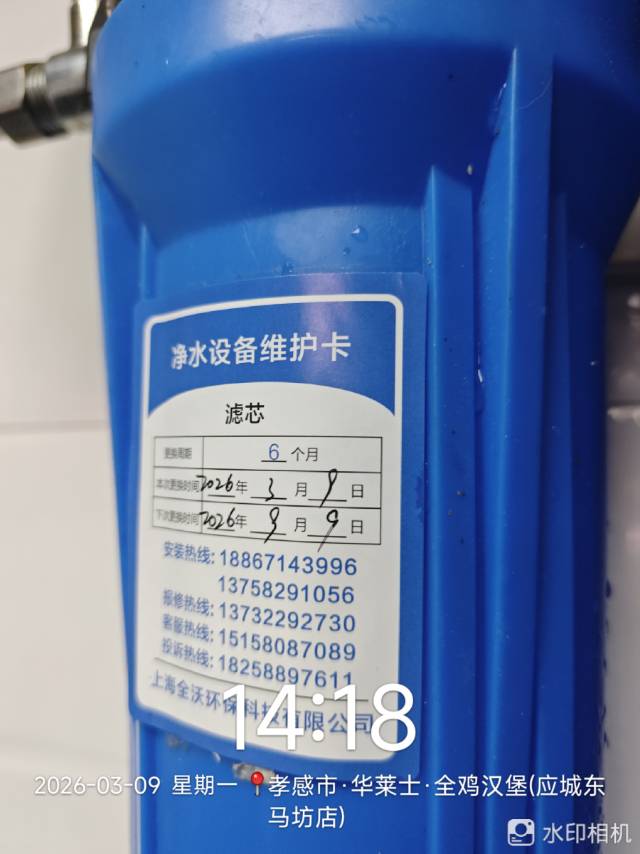 净水设备维护卡
滤芯
更换周期 6 个月
本次更换时间 2026年 3 月 9 日
下次更换时间 2026年 9 月 9 日
安装热线: 18867143996
13758291056
报修热线: 13732292730
客服热线: 15158087089
投诉热线: 18258897611
上海全沃环保科技有限公司
14:18
2026-03-09 星期一 📍孝感市·华莱士·全鸡汉堡(应城东
马坊店)
水印相机